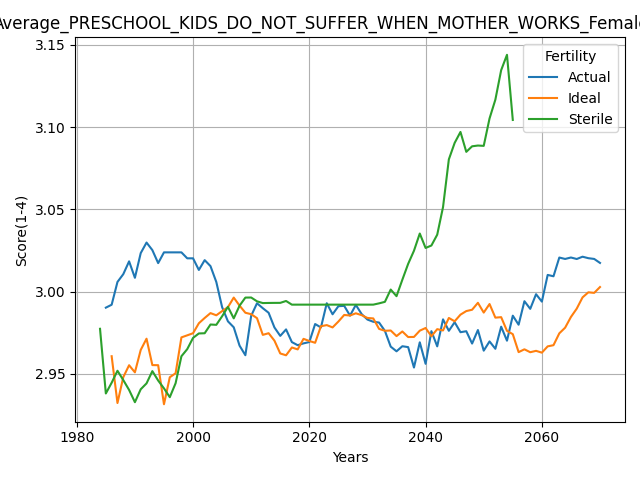 Average_PRESCHOOL_KIDS_DO_NOT_SUFFER_WHEN_MOTHER_WORKS_Female
3.15
3.10
3.05
3.00
2.95
Score(1-4)
Fertility
Actual
Ideal
Sterile
1980
2000
2020
2040
2060
Years